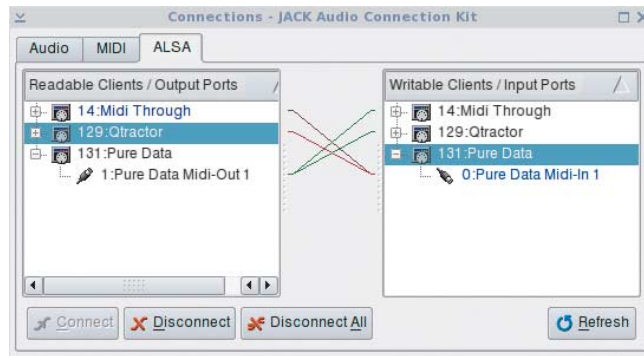 Connections - JACK Audio Connection Kit
Audio MIDI ALSA
Readable Clients / Output Ports
14:Midi Through
129:Qtractor
131:Pure Data
1:Pure Data Midi-Out 1
Writable Clients / Input Ports
14:Midi Through
129:Qtractor
131:Pure Data
0:Pure Data Midi-In 1
Connect Disconnect Disconnect All Refresh